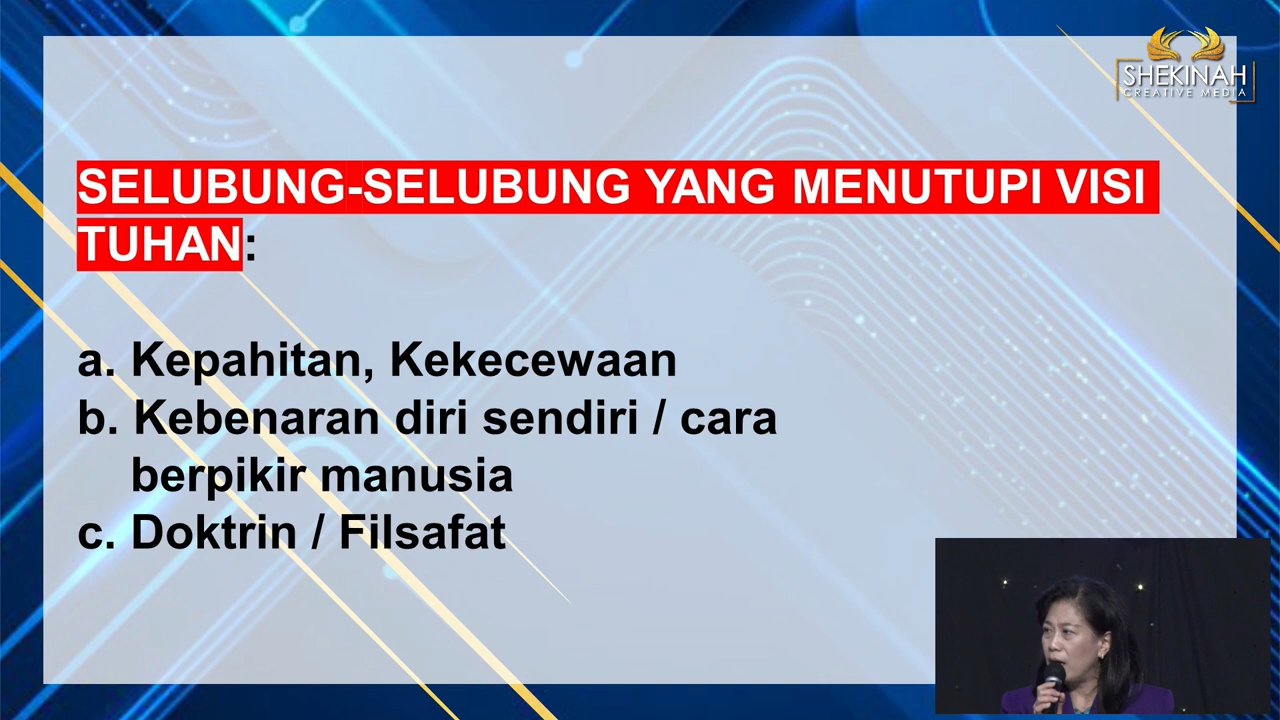 SHEKINAH
CREATIVE MEDIA
SELUBUNG-SELUBUNG YANG MENUTUPI VISI
TUHAN:
a. Kepahitan, Kekecewaan
b. Kebenaran diri sendiri / cara
berpikir manusia
c. Doktrin / Filsafat